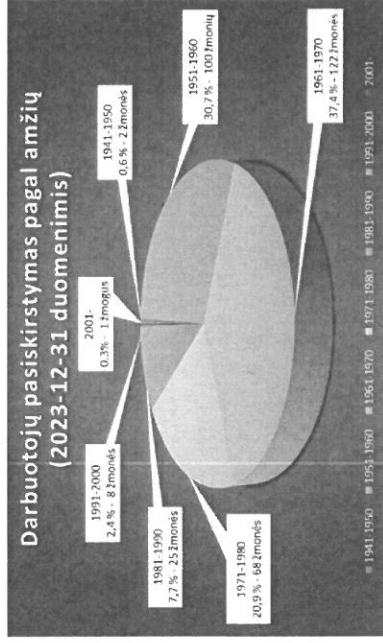 Darbuotojų pasiskirstymas pagal amžių
(2023-12-31 duomenimis)
2001-
0.3% - 1 žmogus
1941-1950
0,6 % - 2 žmonės
1951-1960
30,7 % - 100 žmonių
1961-1970
37,4 % - 122 žmonės
1971-1980
20,9 % - 68 žmonės
1981-1990
7,7 % - 25 žmonės
1991-2000
2,4 % - 8 žmonės
1941-1950 1951-1960 1961-1970 1971-1980 1981-1990 1991-2000 2001-